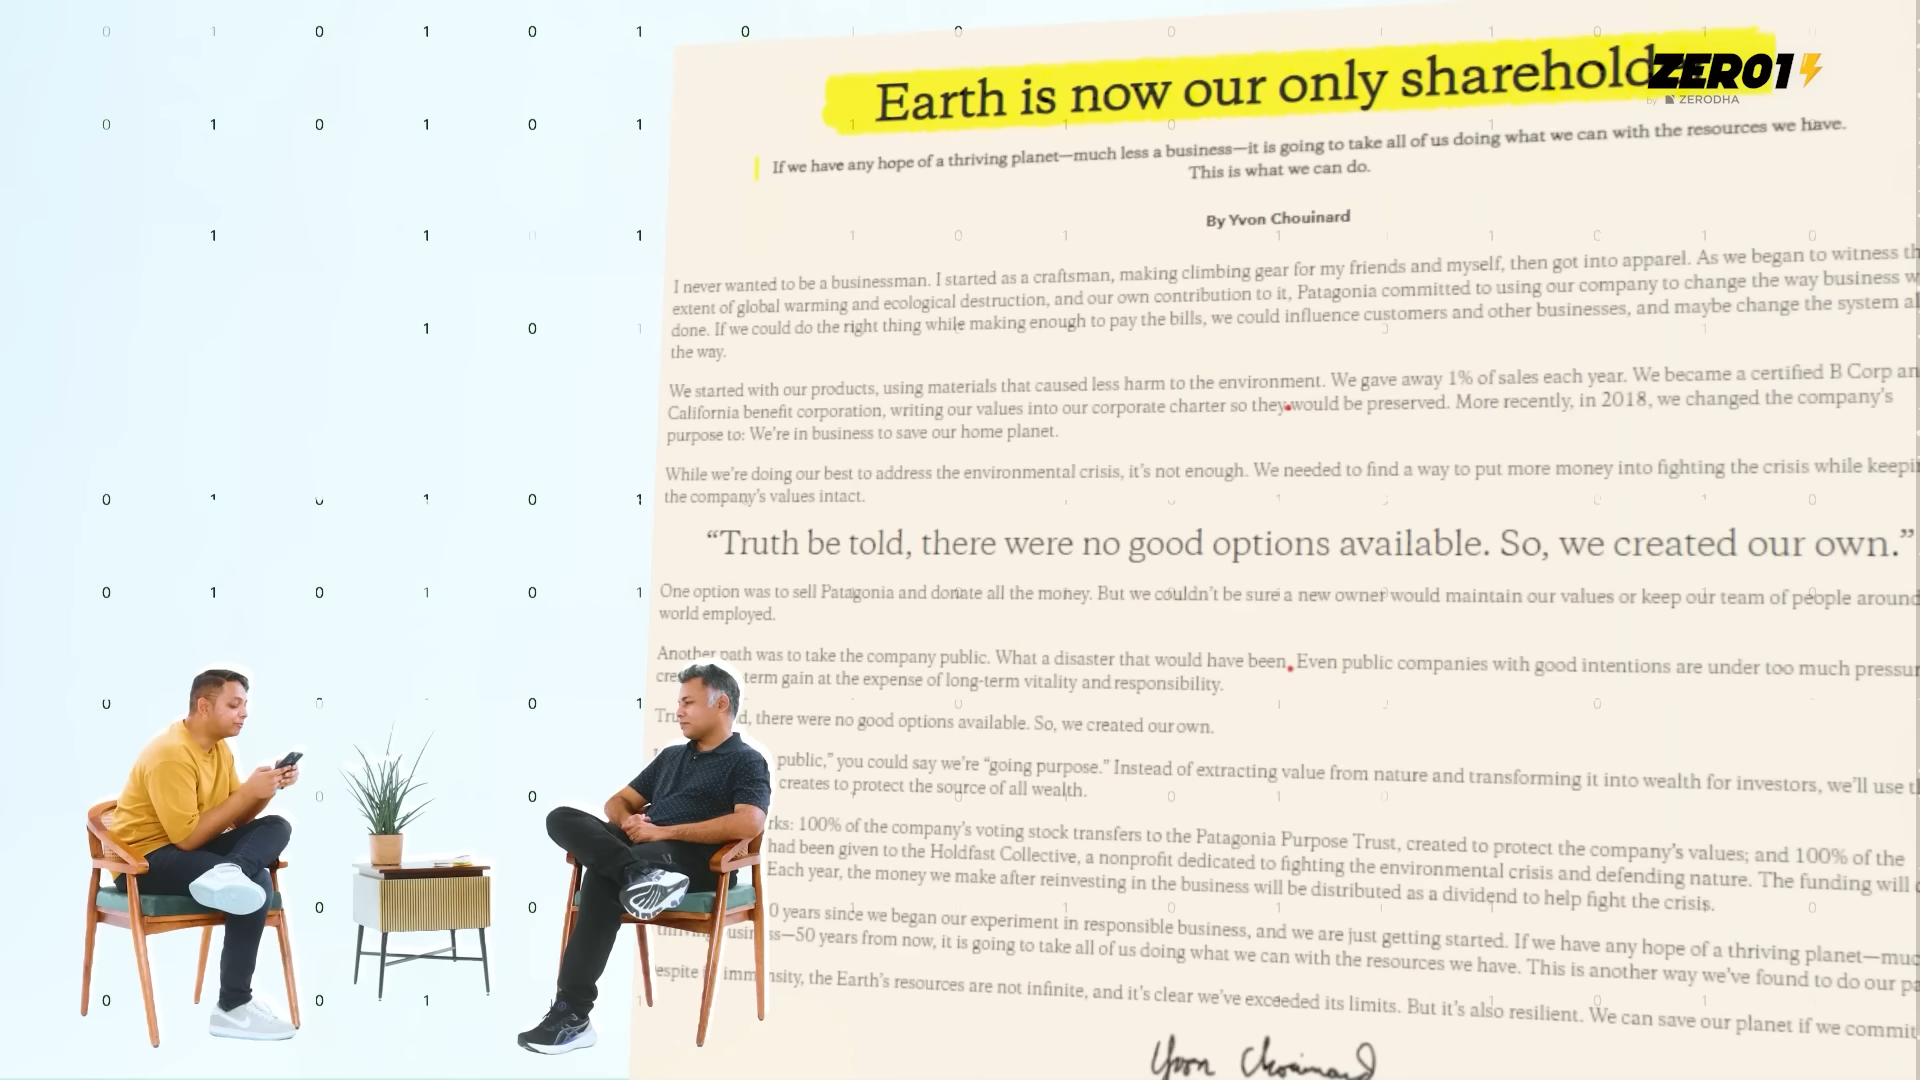 Earth is now our only sharehold
ZERO1
by ZERODHA
If we have any hope of a thriving planet—much less a business—it is going to take all of us doing what we can with the resources we have.
This is what we can do.
By Yvon Chouinard
I never wanted to be a businessman. I started as a craftsman, making climbing gear for my friends and myself, then got into apparel. As we began to witness th
extent of global warming and ecological destruction, and our own contribution to it, Patagonia committed to using our company to change the way business w
done. If we could do the right thing while making enough to pay the bills, we could influence customers and other businesses, and maybe change the system al
the way.
We started with our products, using materials that caused less harm to the environment. We gave away 1% of sales each year. We became a certified B Corp an
California benefit corporation, writing our values into our corporate charter so they would be preserved. More recently, in 2018, we changed the company's
purpose to: We're in business to save our home planet.
While we're doing our best to address the environmental crisis, it's not enough. We needed to find a way to put more money into fighting the crisis while keepi
the company's values intact.
“Truth be told, there were no good options available. So, we created our own.”
One option was to sell Patagonia and donate all the money. But we couldn't be sure a new owner would maintain our values or keep our team of people around
world employed.
Another path was to take the company public. What a disaster that would have been. Even public companies with good intentions are under too much pressur
cre term gain at the expense of long-term vitality and responsibility.
Tru d, there were no good options available. So, we created our own.
public,” you could say we're “going purpose.” Instead of extracting value from nature and transforming it into wealth for investors, we'll use t
creates to protect the source of all wealth.
rks: 100% of the company's voting stock transfers to the Patagonia Purpose Trust, created to protect the company's values; and 100% of the
had been given to the Holdfast Collective, a nonprofit dedicated to fighting the environmental crisis and defending nature. The funding will
Each year, the money we make after reinvesting in the business will be distributed as a dividend to help fight the crisis.
0 years since we began our experiment in responsible business, and we are just getting started. If we have any hope of a thriving planet—muc
thriving business—50 years from now, it is going to take all of us doing what we can with the resources we have. This is another way we've found to do our pa
espite i immensity, the Earth's resources are not infinite, and it's clear we've exceeded its limits. But it's also resilient. We can save our planet if we commit
Yvon Chouinard